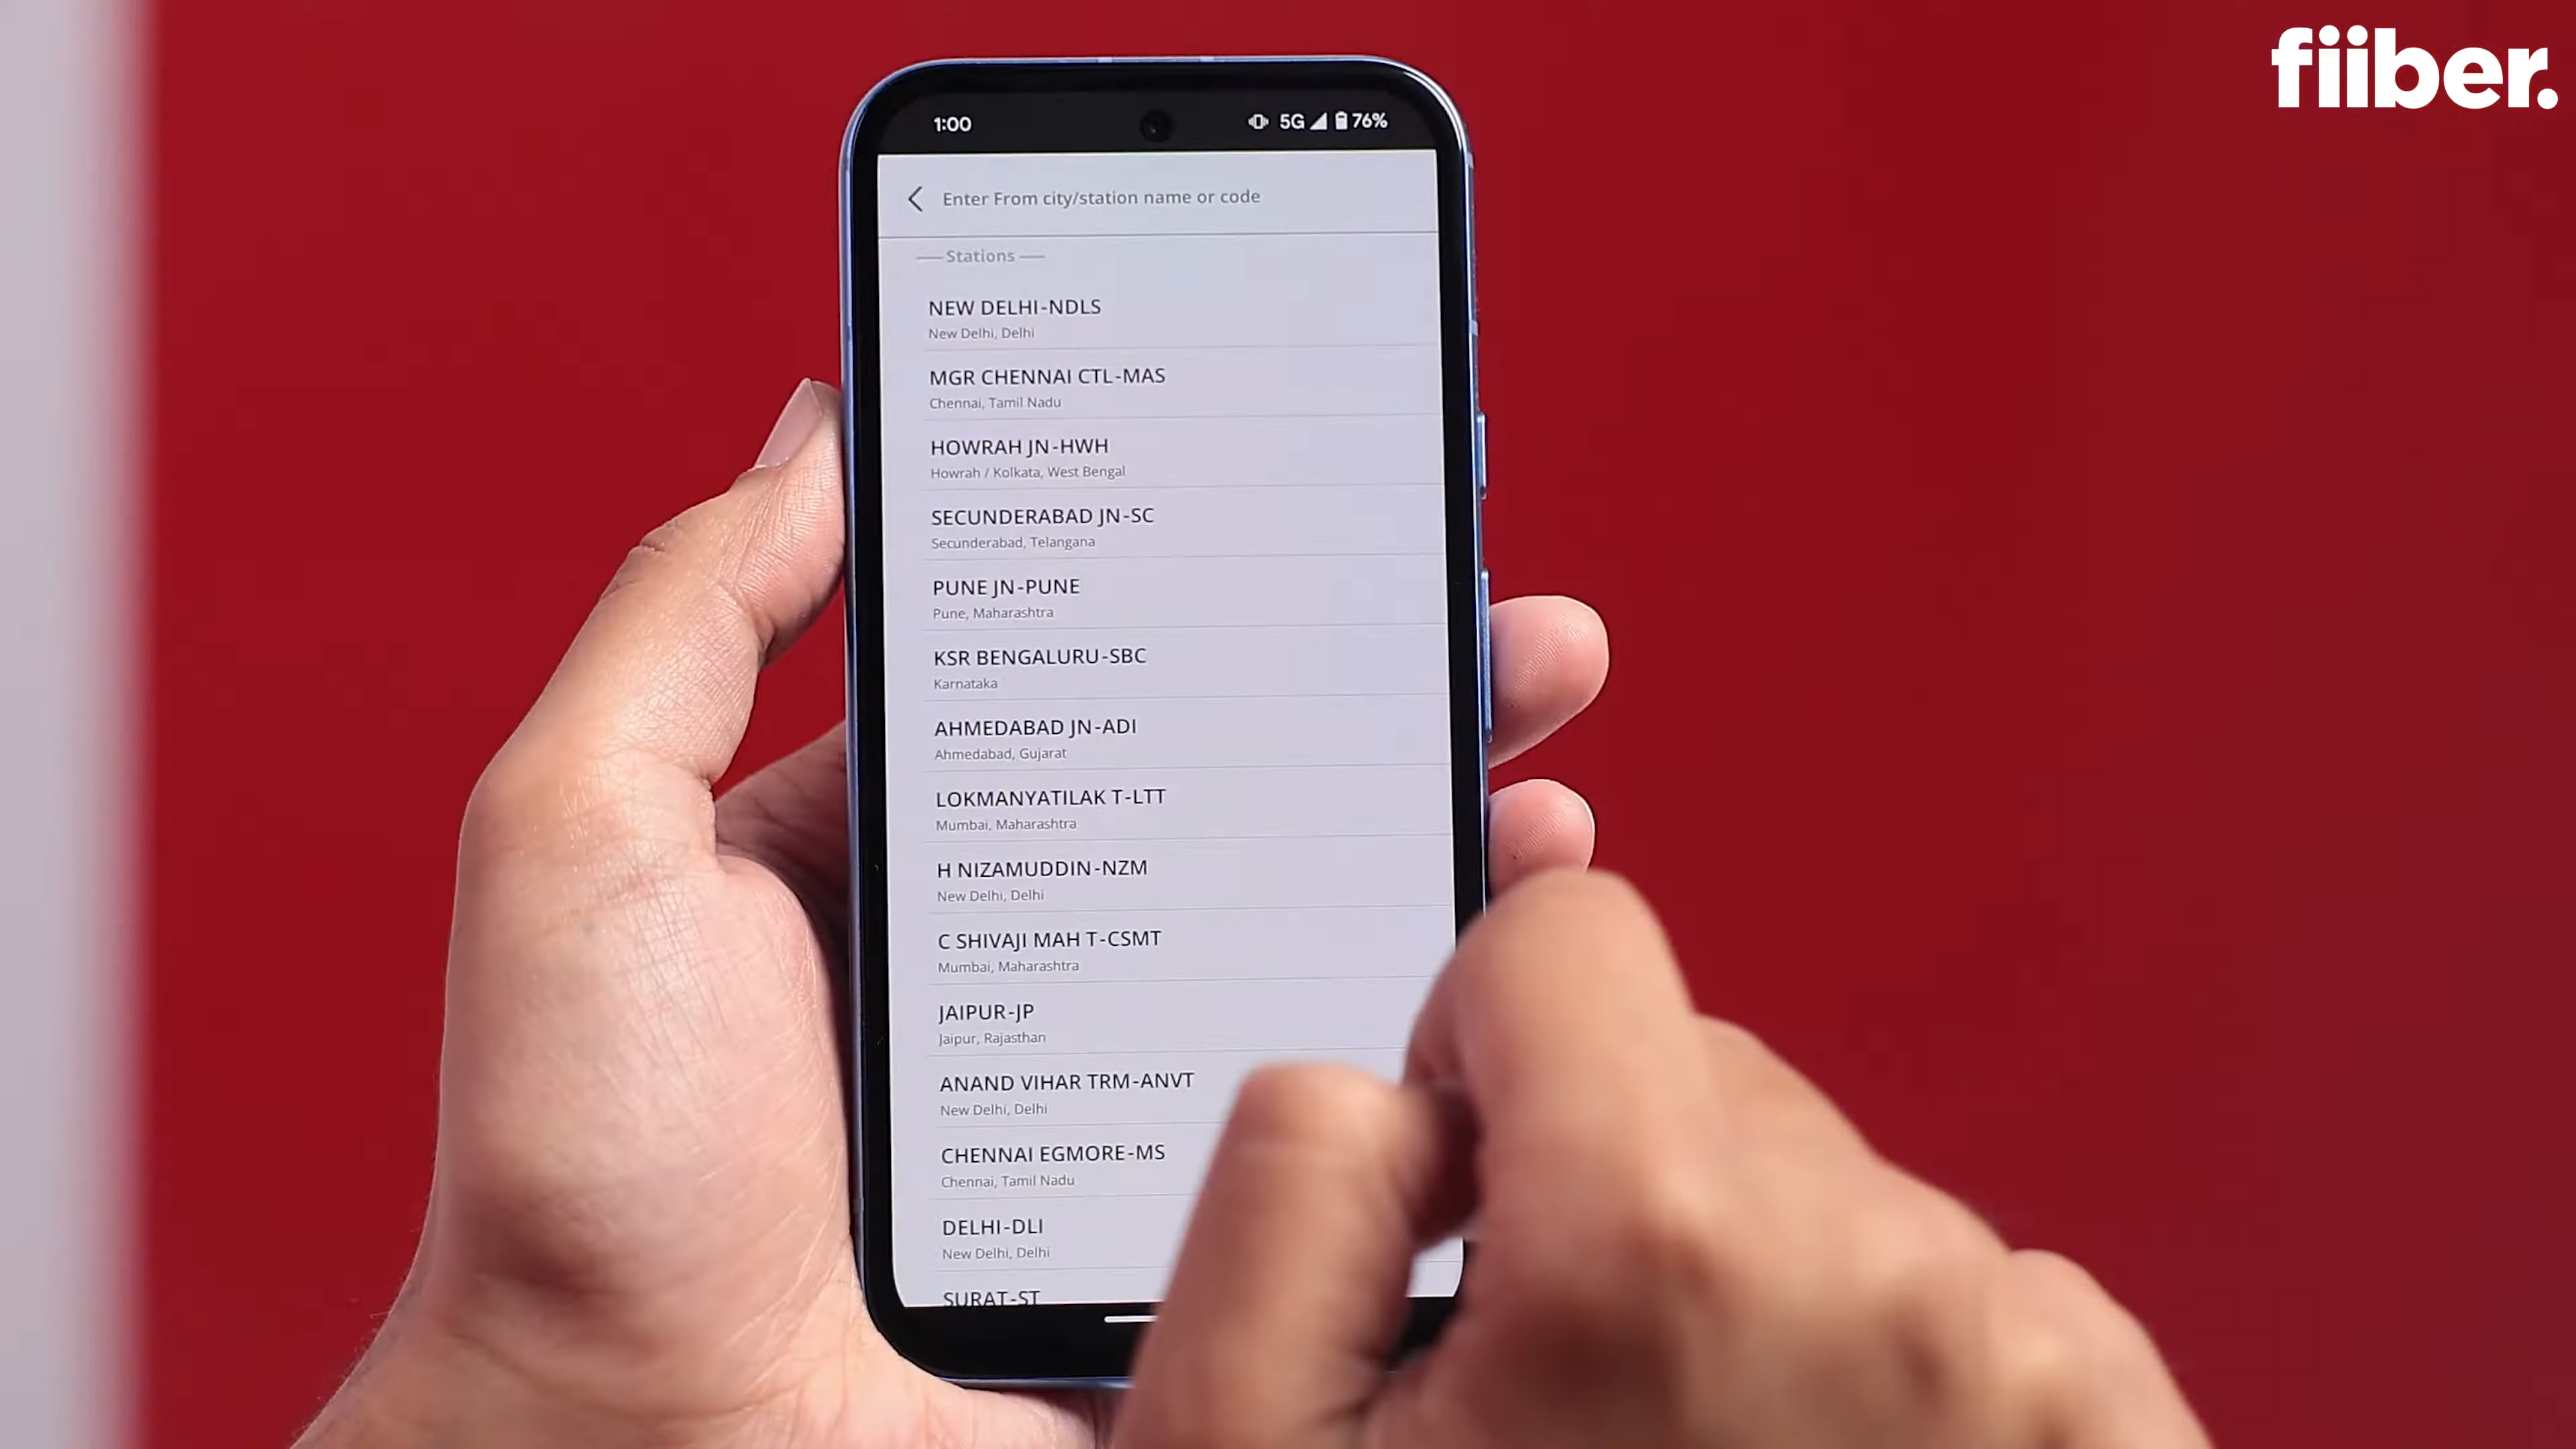 fiiber.
1:00
5G 76%
Enter From city/station name or code
Stations
NEW DELHI-NDLS
New Delhi, Delhi
MGR CHENNAI CTL-MAS
Chennai, Tamil Nadu
HOWRAH JN-HWH
Howrah / Kolkata, West Bengal
SECUNDERABAD JN-SC
Secunderabad, Telangana
PUNE JN-PUNE
Pune, Maharashtra
KSR BENGALURU-SBC
Karnataka
AHMEDABAD JN-ADI
Ahmedabad, Gujarat
LOKMANYATILAK T-LTT
Mumbai, Maharashtra
H NIZAMUDDIN-NZM
New Delhi, Delhi
C SHIVAJI MAH T-CSMT
Mumbai, Maharashtra
JAIPUR-JP
Jaipur, Rajasthan
ANAND VIHAR TRM-ANVT
New Delhi, Delhi
CHENNAI EGMORE-MS
Chennai, Tamil Nadu
DELHI-DLI
New Delhi, Delhi
SURAT-ST